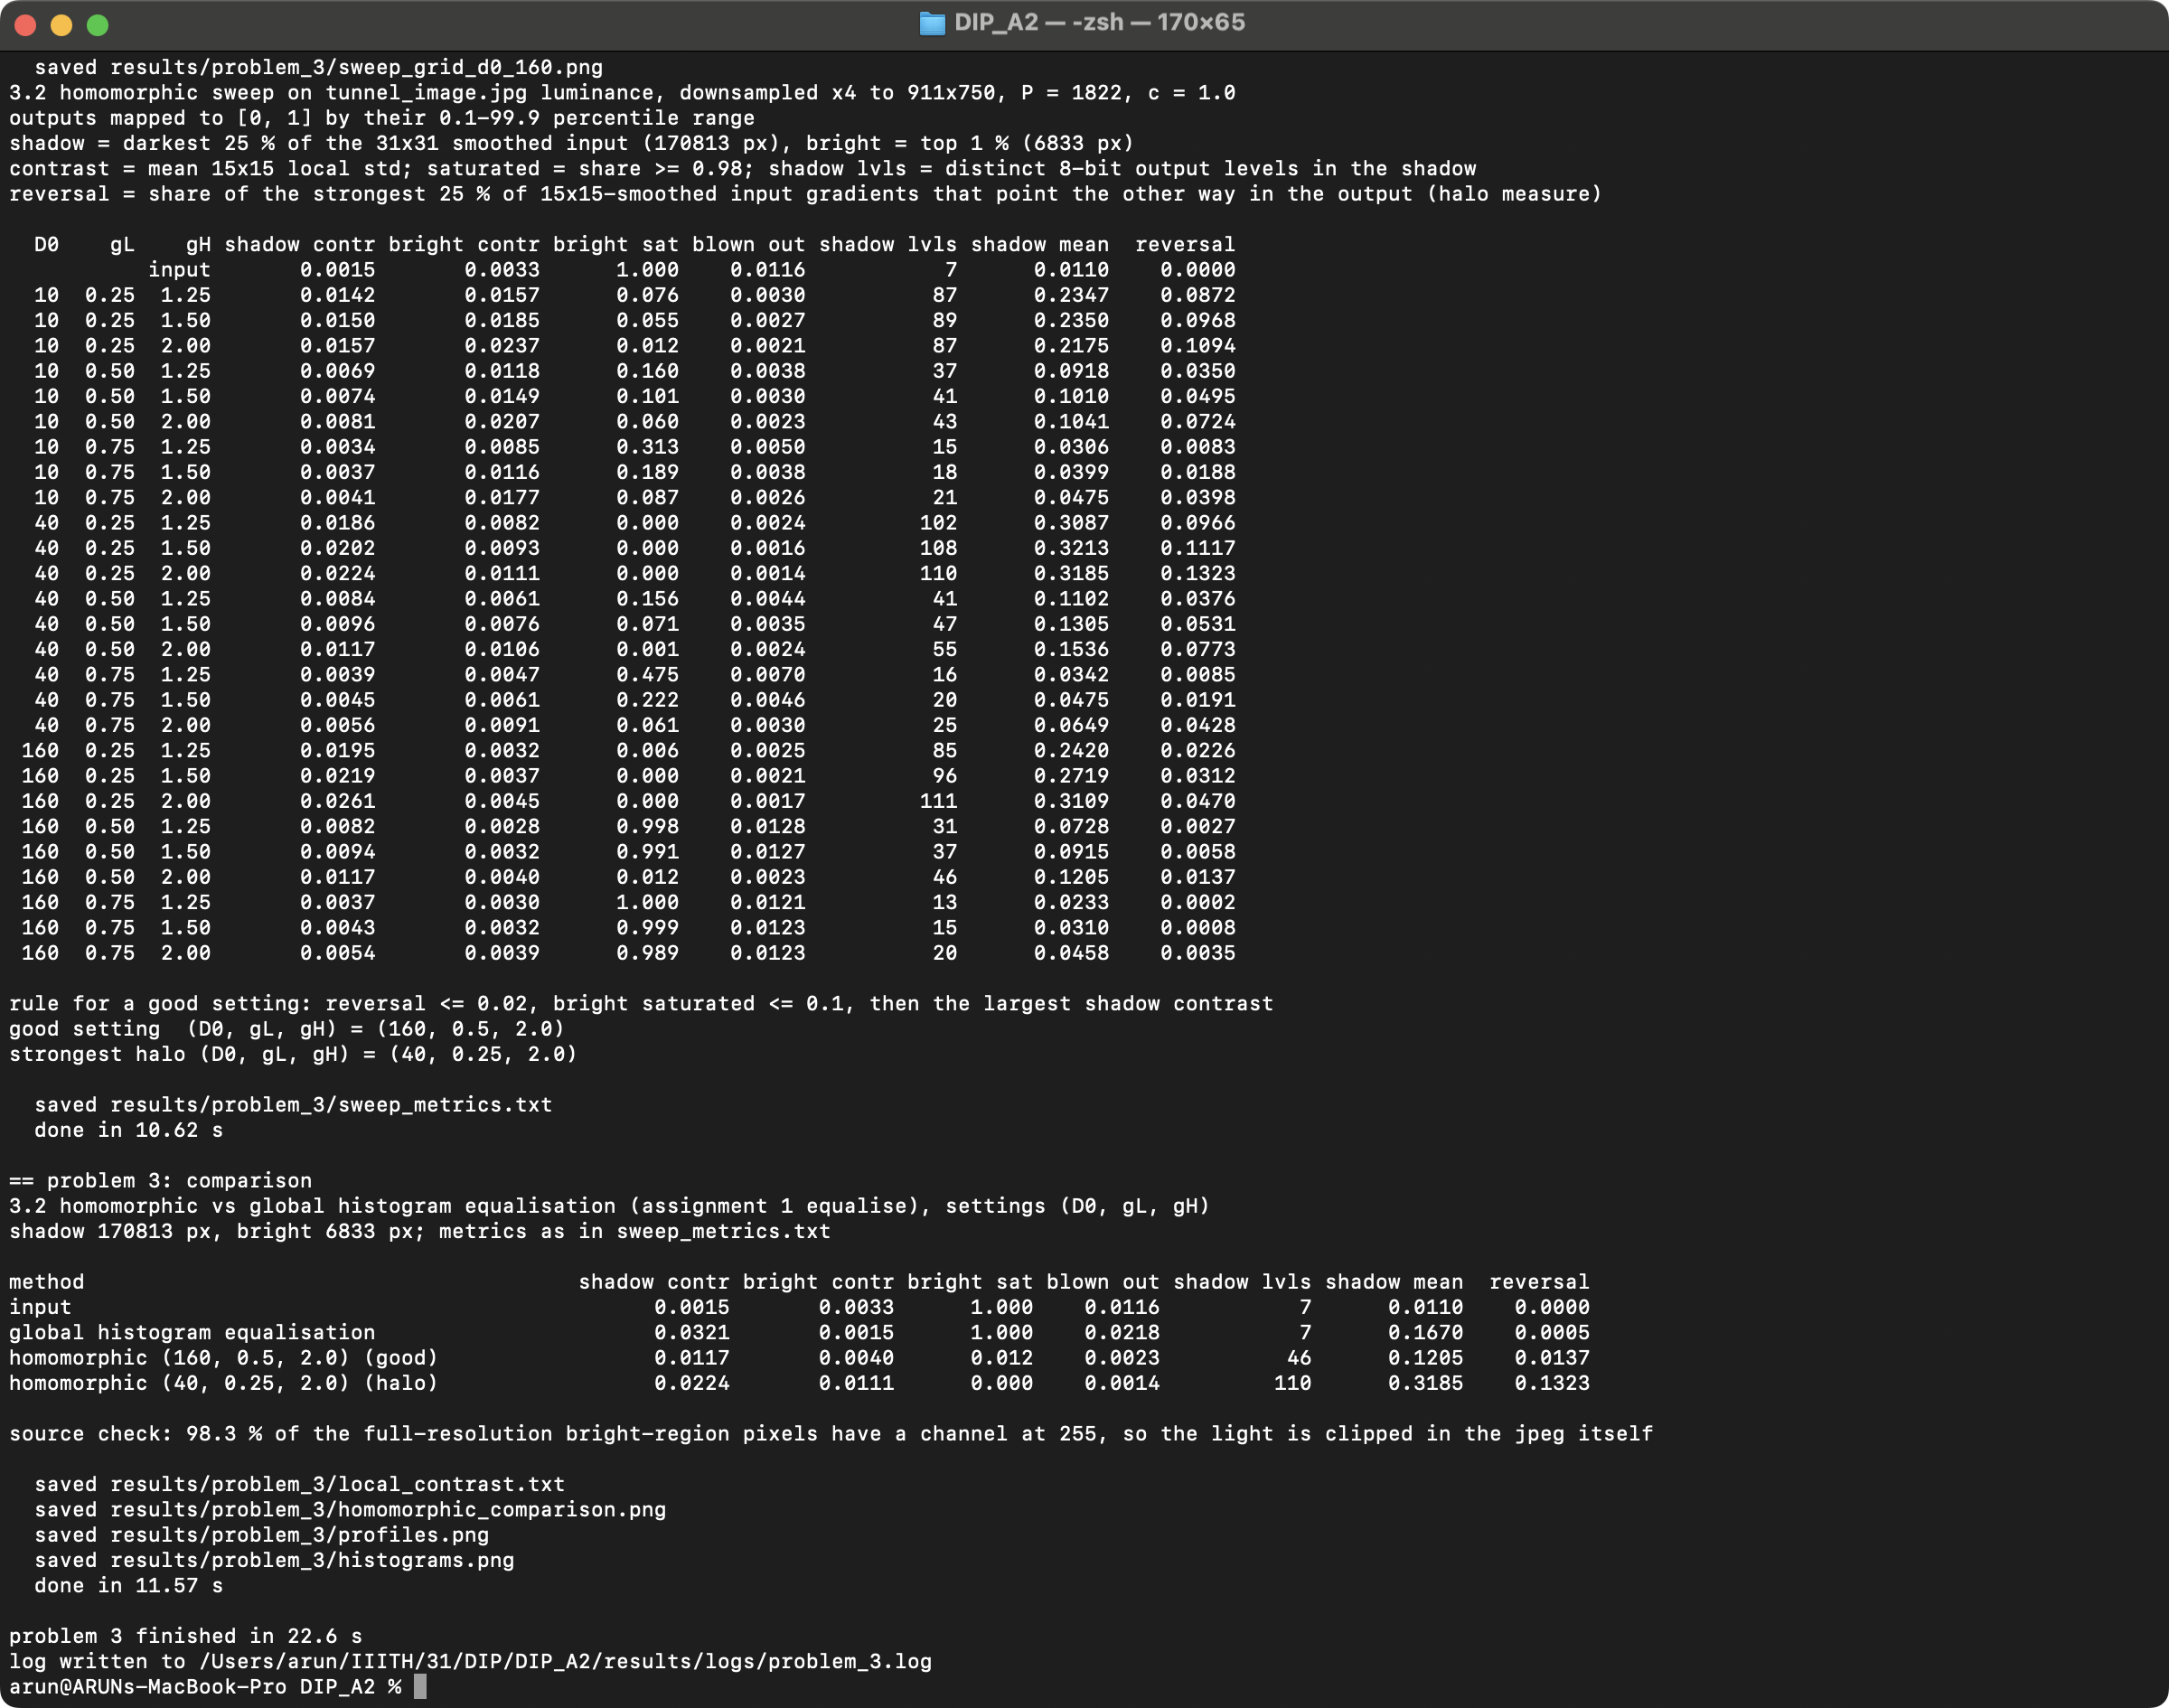 DIP_A2 — -zsh — 170×65
saved results/problem_3/sweep_grid_d0_160.png
3.2 homomorphic sweep on tunnel_image.jpg luminance, downsampled x4 to 911x750, P = 1822, c = 1.0
outputs mapped to [0, 1] by their 0.1-99.9 percentile range
shadow = darkest 25 % of the 31x31 smoothed input (170813 px), bright = top 1 % (6833 px)
contrast = mean 15x15 local std; saturated = share >= 0.98; shadow lvls = distinct 8-bit output levels in the shadow
reversal = share of the strongest 25 % of 15x15-smoothed input gradients that point the other way in the output (halo measure)
D0 gL gH shadow contr bright contr bright sat blown out shadow lvls shadow mean reversal
input 0.0015 0.0033 1.000 0.0116 7 0.0110 0.0000
10 0.25 1.25 0.0142 0.0157 0.076 0.0030 87 0.2347 0.0872
10 0.25 1.50 0.0150 0.0185 0.055 0.0027 89 0.2350 0.0968
10 0.25 2.00 0.0157 0.0237 0.012 0.0021 87 0.2175 0.1094
10 0.50 1.25 0.0069 0.0118 0.160 0.0038 37 0.0918 0.0350
10 0.50 1.50 0.0074 0.0149 0.101 0.0030 41 0.1010 0.0495
10 0.50 2.00 0.0081 0.0207 0.060 0.0023 43 0.1041 0.0724
10 0.75 1.25 0.0034 0.0085 0.313 0.0050 15 0.0306 0.0083
10 0.75 1.50 0.0037 0.0116 0.189 0.0038 18 0.0399 0.0188
10 0.75 2.00 0.0041 0.0177 0.087 0.0026 21 0.0475 0.0398
40 0.25 1.25 0.0186 0.0082 0.000 0.0024 102 0.3087 0.0966
40 0.25 1.50 0.0202 0.0093 0.000 0.0016 108 0.3213 0.1117
40 0.25 2.00 0.0224 0.0111 0.000 0.0014 110 0.3185 0.1323
40 0.50 1.25 0.0084 0.0061 0.156 0.0044 41 0.1102 0.0376
40 0.50 1.50 0.0096 0.0076 0.071 0.0035 47 0.1305 0.0531
40 0.50 2.00 0.0117 0.0106 0.001 0.0024 55 0.1536 0.0773
40 0.75 1.25 0.0039 0.0047 0.475 0.0070 16 0.0342 0.0085
40 0.75 1.50 0.0045 0.0061 0.222 0.0046 20 0.0475 0.0191
40 0.75 2.00 0.0056 0.0091 0.061 0.0030 25 0.0649 0.0428
160 0.25 1.25 0.0195 0.0032 0.006 0.0025 85 0.2420 0.0226
160 0.25 1.50 0.0219 0.0037 0.000 0.0021 96 0.2719 0.0312
160 0.25 2.00 0.0261 0.0045 0.000 0.0017 111 0.3109 0.0470
160 0.50 1.25 0.0082 0.0028 0.998 0.0128 31 0.0728 0.0027
160 0.50 1.50 0.0094 0.0032 0.991 0.0127 37 0.0915 0.0058
160 0.50 2.00 0.0117 0.0040 0.012 0.0023 46 0.1205 0.0137
160 0.75 1.25 0.0037 0.0030 1.000 0.0121 13 0.0233 0.0002
160 0.75 1.50 0.0043 0.0032 0.999 0.0123 15 0.0310 0.0008
160 0.75 2.00 0.0054 0.0039 0.989 0.0123 20 0.0458 0.0035
rule for a good setting: reversal <= 0.02, bright saturated <= 0.1, then the largest shadow contrast
good setting (D0, gL, gH) = (160, 0.5, 2.0)
strongest halo (D0, gL, gH) = (40, 0.25, 2.0)
saved results/problem_3/sweep_metrics.txt
done in 10.62 s
== problem 3: comparison
3.2 homomorphic vs global histogram equalisation (assignment 1 equalise), settings (D0, gL, gH)
shadow 170813 px, bright 6833 px; metrics as in sweep_metrics.txt
method shadow contr bright contr bright sat blown out shadow lvls shadow mean reversal
input 0.0015 0.0033 1.000 0.0116 7 0.0110 0.0000
global histogram equalisation 0.0321 0.0015 1.000 0.0218 7 0.1670 0.0005
homomorphic (160, 0.5, 2.0) (good) 0.0117 0.0040 0.012 0.0023 46 0.1205 0.0137
homomorphic (40, 0.25, 2.0) (halo) 0.0224 0.0111 0.000 0.0014 110 0.3185 0.1323
source check: 98.3 % of the full-resolution bright-region pixels have a channel at 255, so the light is clipped in the jpeg itself
saved results/problem_3/local_contrast.txt
saved results/problem_3/homomorphic_comparison.png
saved results/problem_3/profiles.png
saved results/problem_3/histograms.png
done in 11.57 s
problem 3 finished in 22.6 s
log written to /Users/arun/IIITH/31/DIP/DIP_A2/results/logs/problem_3.log
arun@ARUNs-MacBook-Pro DIP_A2 %